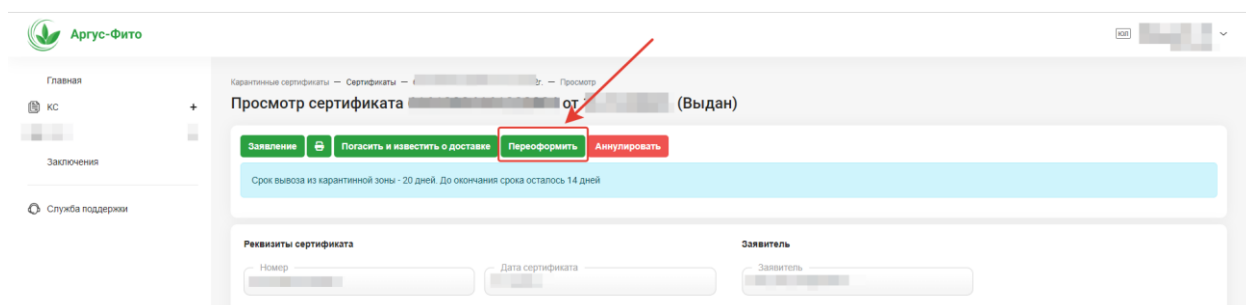 Аргус-Фито
ЮЛ
Главная
КС +
Заключения
Служба поддержки
Карантинные сертификаты — Сертификаты — г. — Просмотр
Просмотр сертификата от (Выдан)
Заявление Погасить и известить о доставке Переоформить Аннулировать
Срок вывоза из карантинной зоны - 20 дней. До окончания срока осталось 14 дней
Реквизиты сертификата Заявитель
Номер Дата сертификата Заявитель